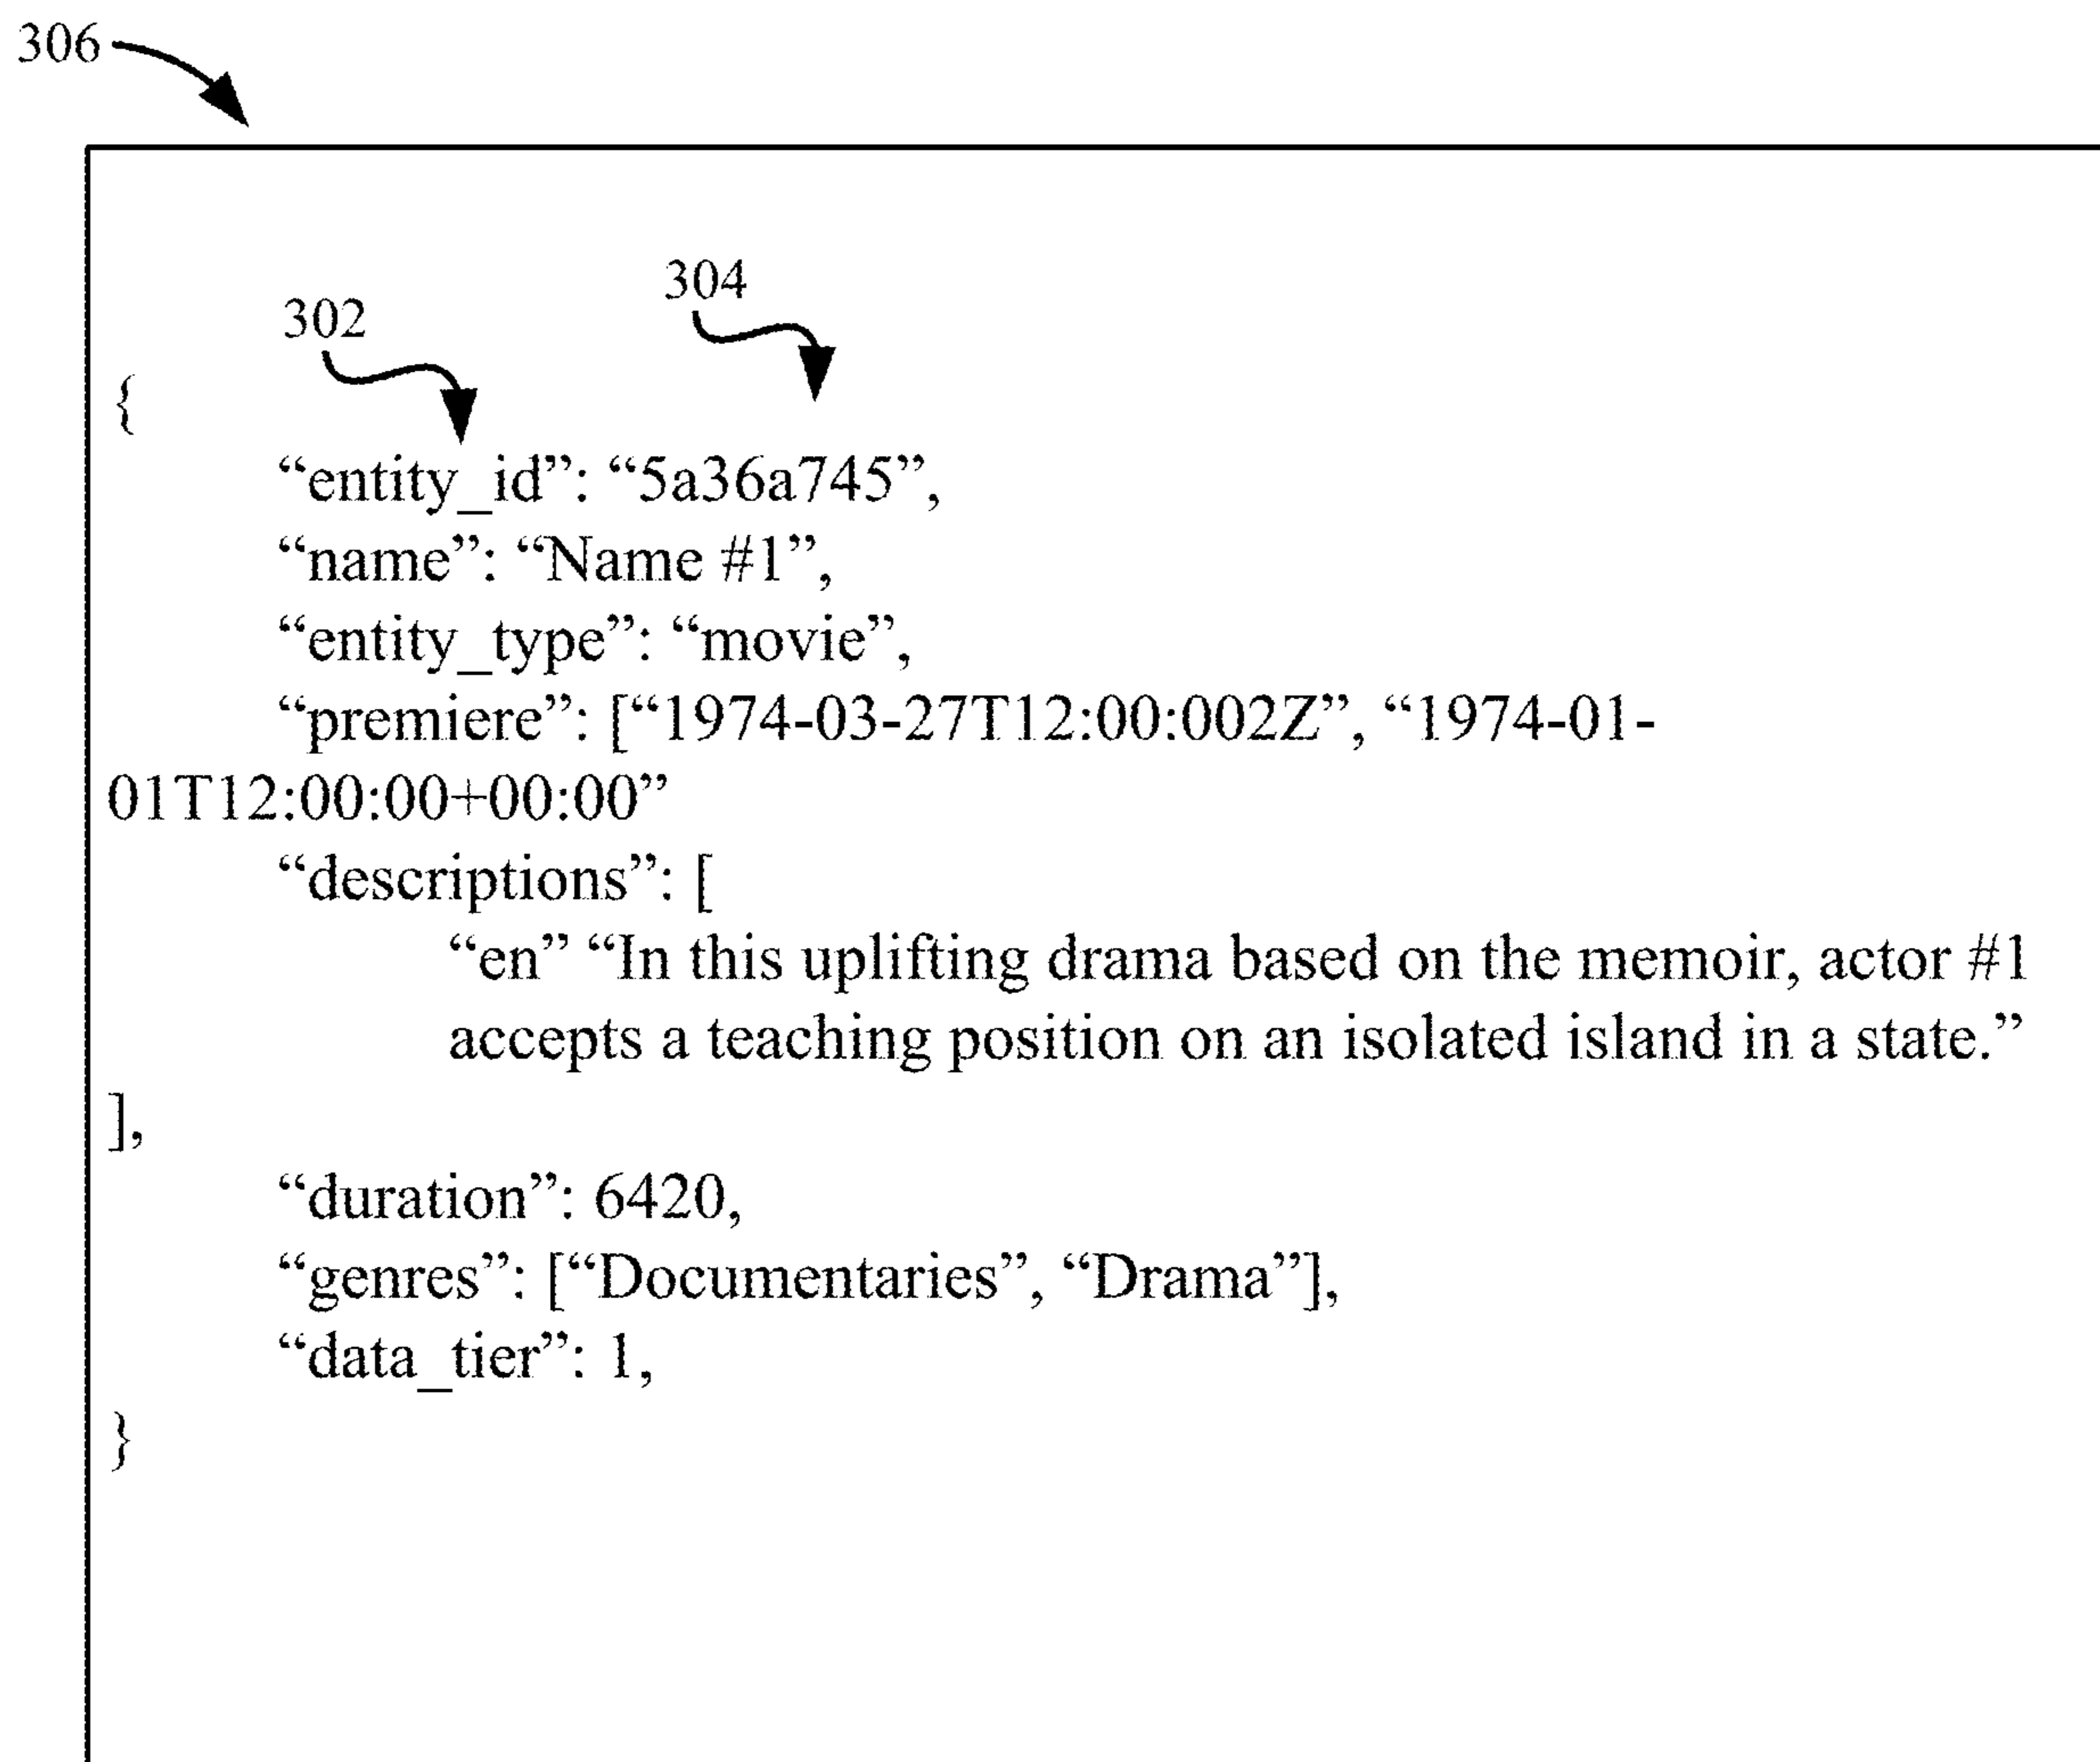 306
304
302
{
“entity_id”: “5a36a745”,
“name”: “Name #1”,
“entity_type”: “movie”,
“premiere”: [“1974-03-27T12:00:002Z”, “1974-01-
01T12:00:00+00:00”
“descriptions”: [
“en” “In this uplifting drama based on the memoir, actor #1
accepts a teaching position on an isolated island in a state.”
],
“duration”: 6420,
“genres”: [“Documentaries”, “Drama”],
“data_tier”: 1,
}